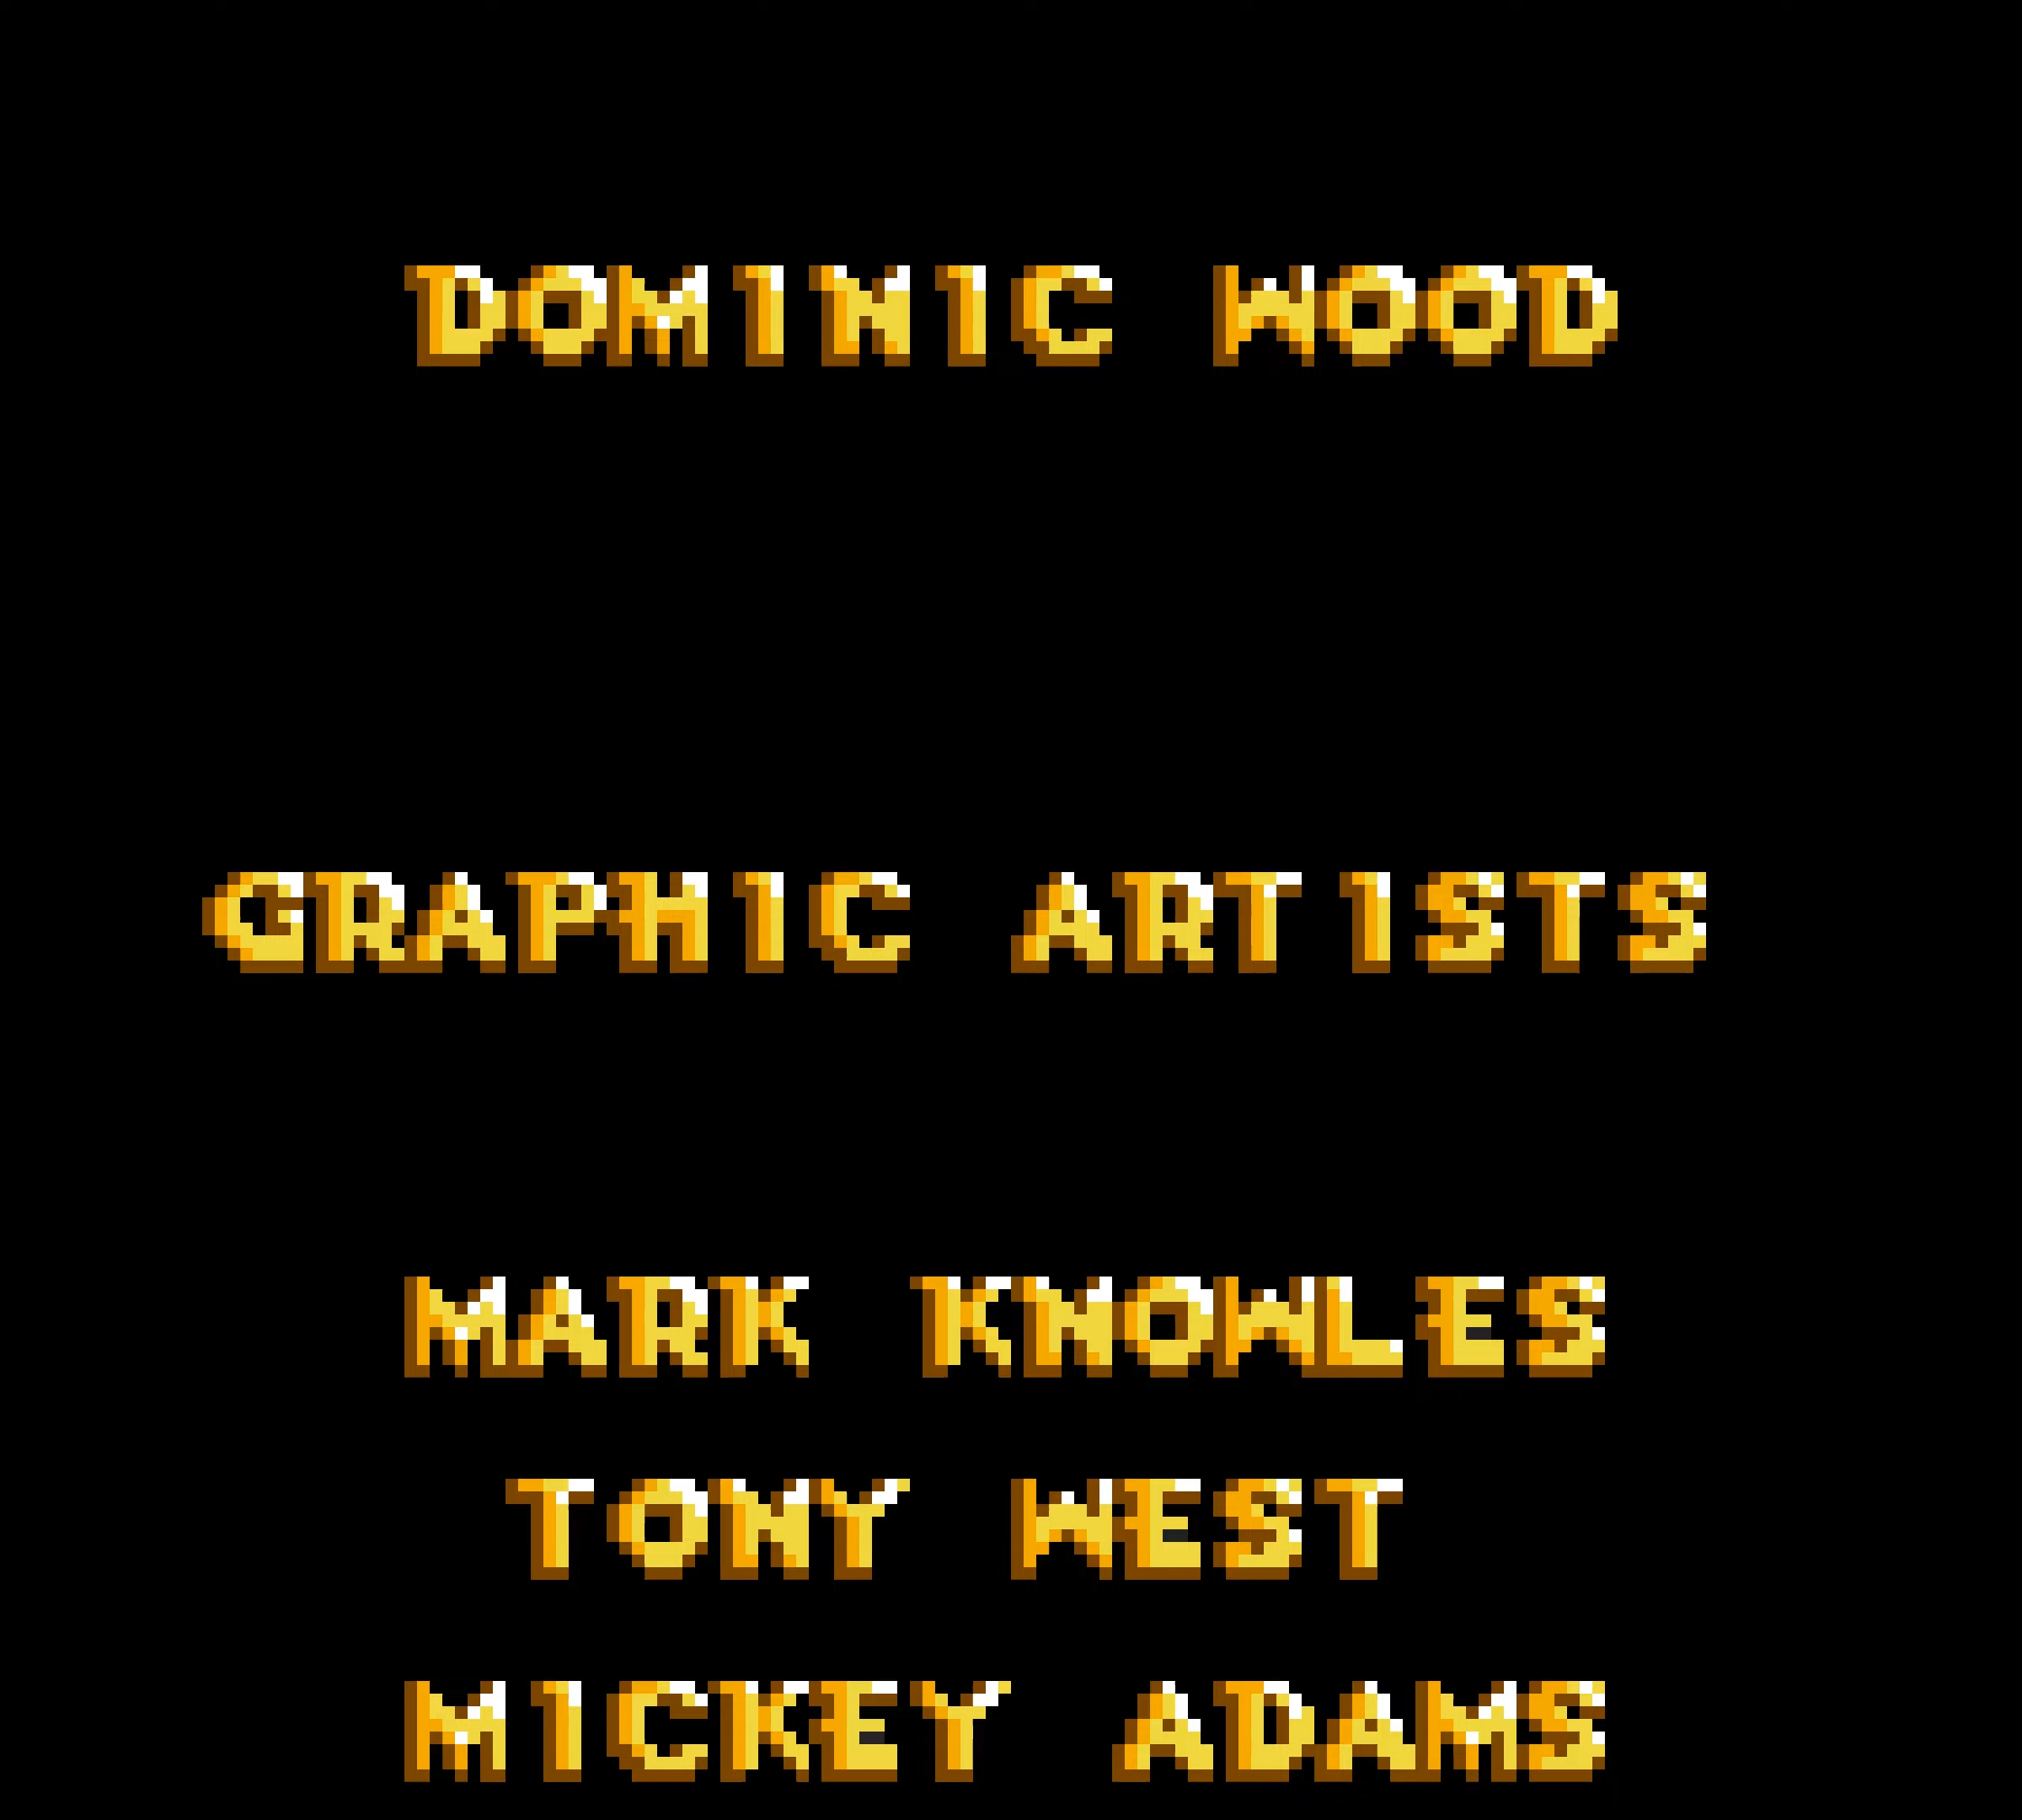 DOMINIC WOOD
GRAPHIC ARTISTS
MARK KNOWLES
TONY WEST
MICKEY ADAMS